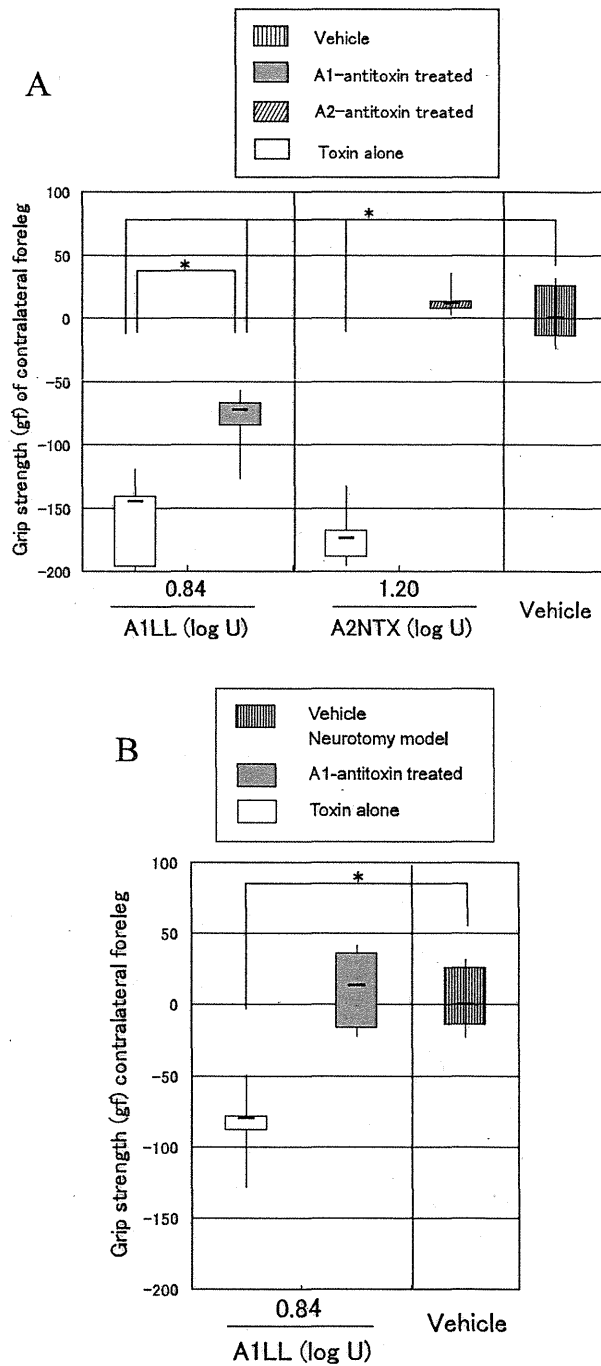 A
Vehicle
A1-antitoxin treated
A2-antitoxin treated
Toxin alone
Grip strength (gf) of contralateral foreleg
100
50
0
-50
-100
-150
-200
*
*
0.84
1.20
A1LL (log U)
A2NTX (log U)
Vehicle
B
Vehicle
Neurotomy model
A1-antitoxin treated
Toxin alone
Grip strength (gf) contralateral foreleg
100
50
0
-50
-100
-150
-200
*
0.84
A1LL (log U)
Vehicle